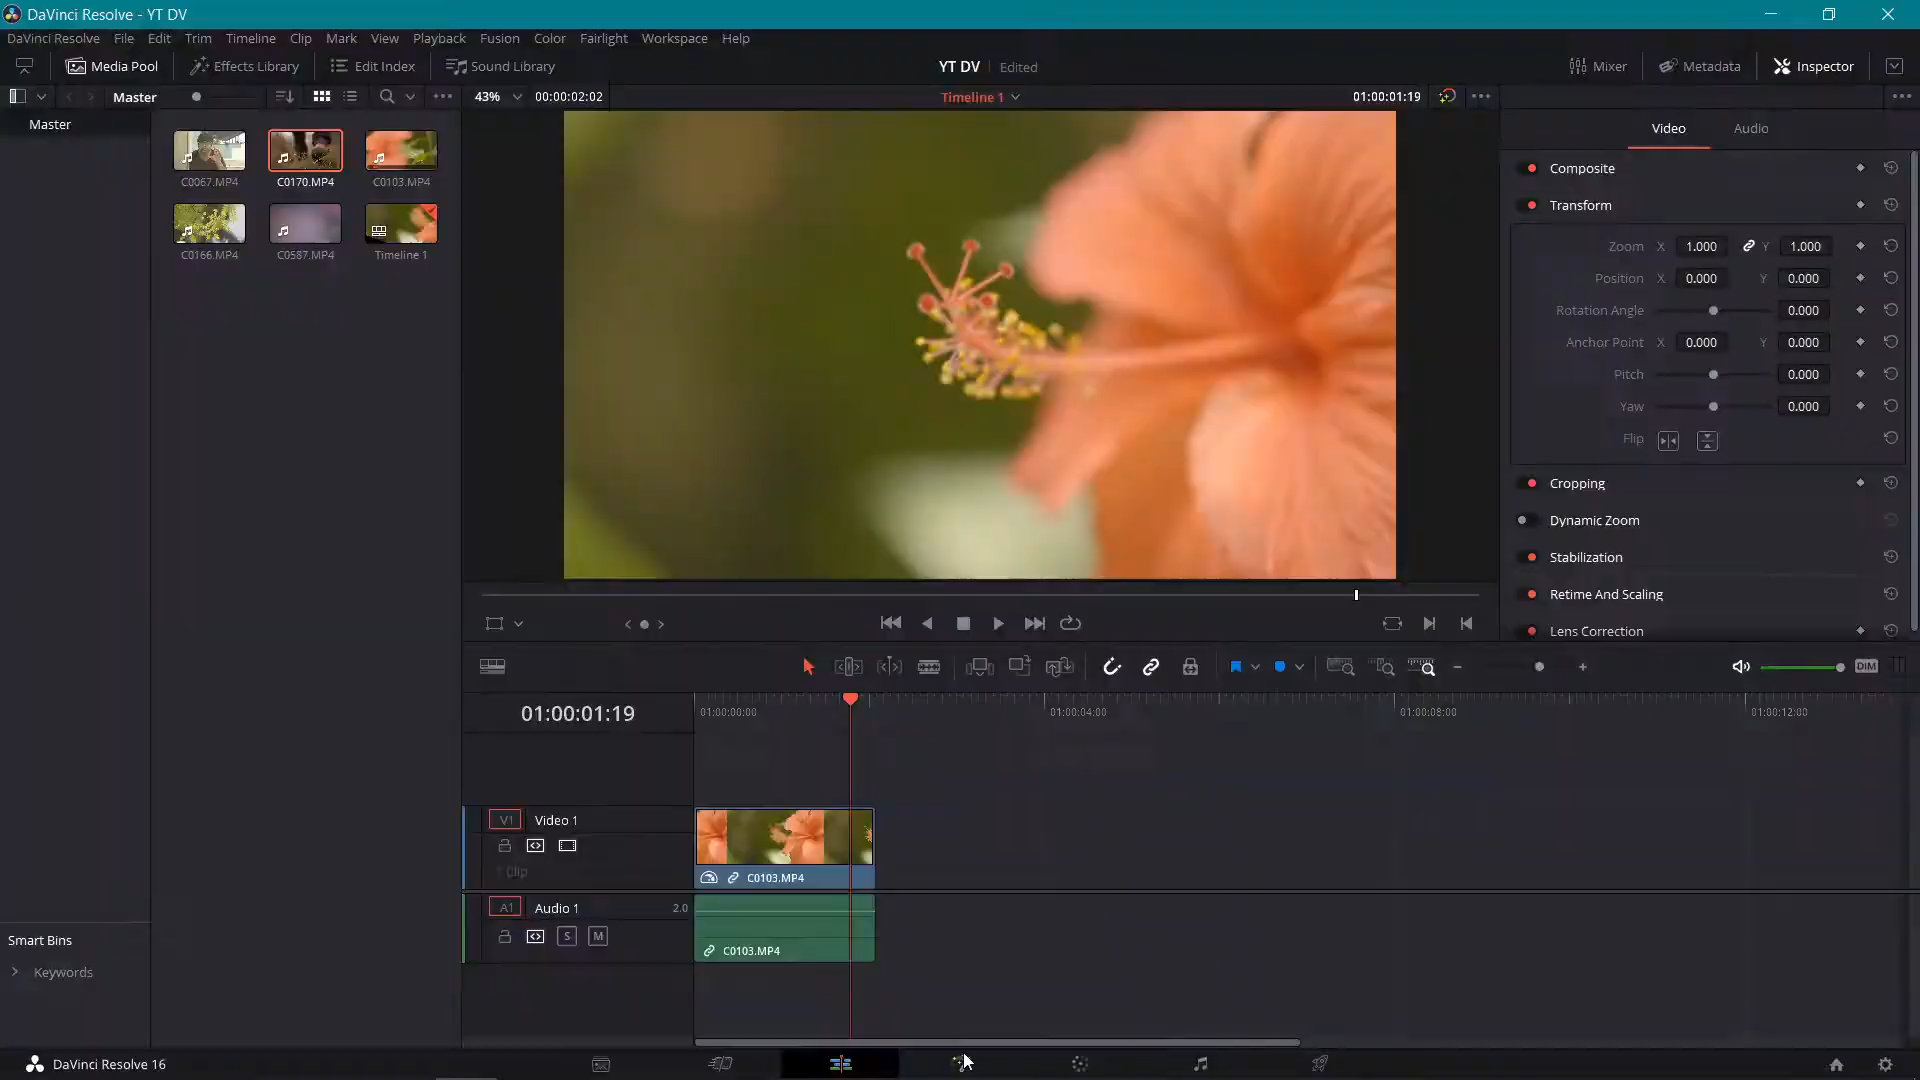 DaVinci Resolve - YT DV
DaVinci Resolve File Edit Trim Timeline Clip Mark View Playback Fusion Color Fairlight Workspace Help
Media Pool Effects Library Edit Index Sound Library YT DV Edited Mixer Metadata Inspector
Master 43% 00:00:02:02 Timeline 1 01:00:01:19
Master
C0067.MP4 C0170.MP4 C0103.MP4
C0166.MP4 C0587.MP4 Timeline 1
Video Audio
Composite
Transform
Zoom X 1.000 Y 1.000
Position X 0.000 Y 0.000
Rotation Angle 0.000
Anchor Point X 0.000 Y 0.000
Pitch 0.000
Yaw 0.000
Flip
Cropping
Dynamic Zoom
Stabilization
Retime And Scaling
Lens Correction
DIM
01:00:01:19 01:00:00:00 01:00:04:00 01:00:08:00 01:00:12:00
V1 Video 1
1 Clip
C0103.MP4
A1 Audio 1 2.0
S M
C0103.MP4
Smart Bins
Keywords
DaVinci Resolve 16